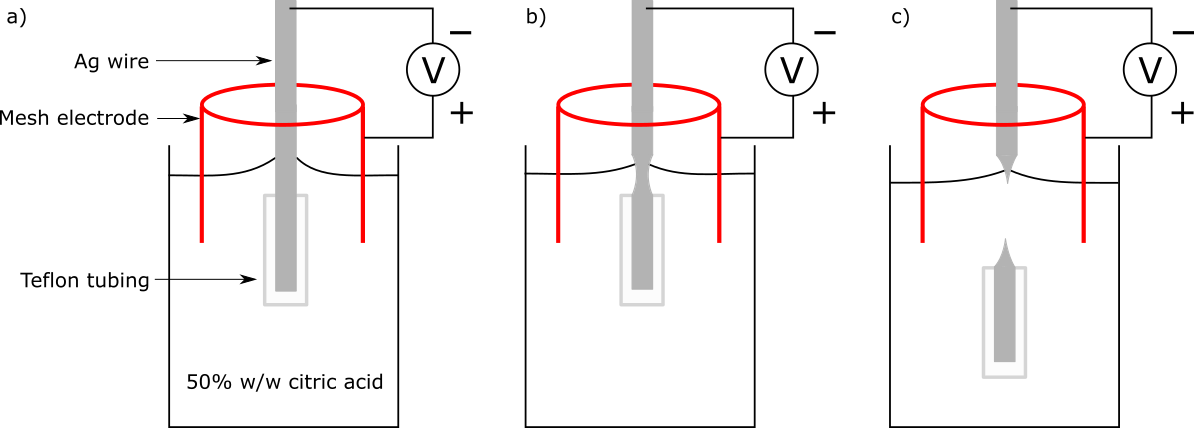 a)
b)
c)
Ag wire
Mesh electrode
Teflon tubing
50% w/w citric acid
−
V
+
−
V
+
−
V
+